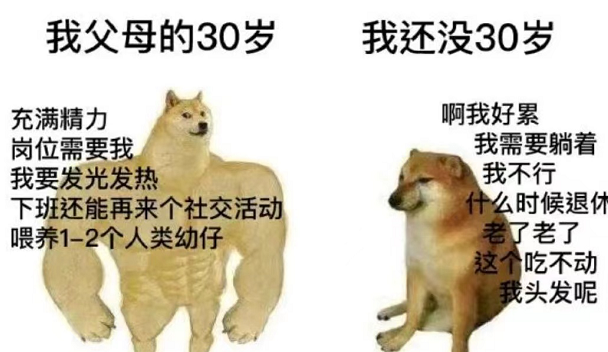 我父母的30岁
充满精力
岗位需要我
我要发光发热
下班还能再来个社交活动
喂养1-2个人类幼仔
我还没30岁
啊我好累
我需要躺着
我不行
什么时候退休
老了老了
这个吃不动
我头发呢